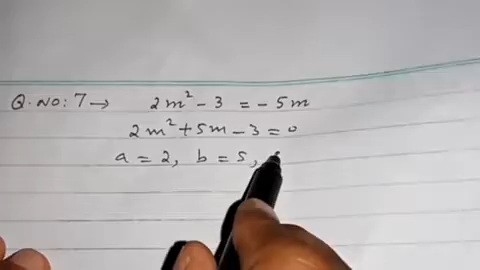 Q.NO: 7 → 2m² - 3 = - 5m
2m² + 5m - 3 = 0
a = 2, b = 5,